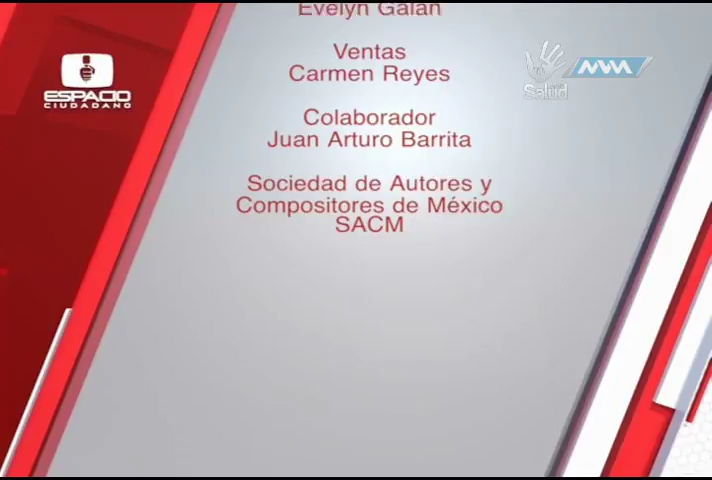 Evelyn Galán
Ventas
Carmen Reyes
Colaborador
Juan Arturo Barrita
Sociedad de Autores y
Compositores de México
SACM
ESPACIO
CIUDADANO
MVM
Salud